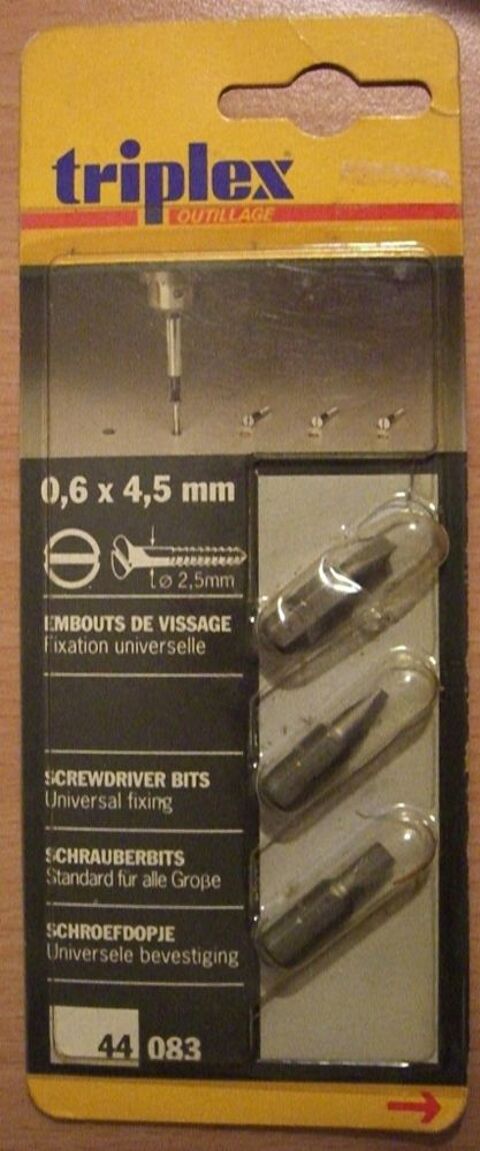 triplex
OUTILLAGE
0,6 x 4,5 mm
ø 2,5mm
EMBOUTS DE VISSAGE
Fixation universelle
SCREWDRIVER BITS
Universal fixing
SCHRAUBERBITS
Standard für alle Große
SCHROEFDOPJE
Universele bevestiging
44 083